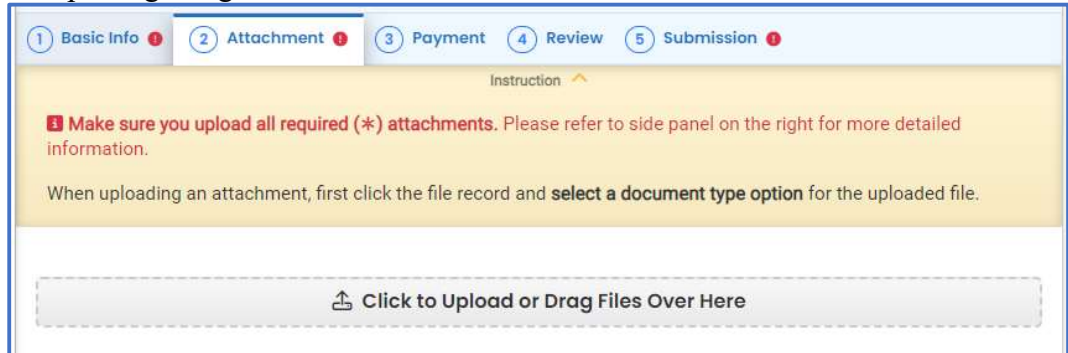 1 Basic Info 2 Attachment 3 Payment 4 Review 5 Submission
Instruction
Make sure you upload all required (*) attachments. Please refer to side panel on the right for more detailed
information.
When uploading an attachment, first click the file record and select a document type option for the uploaded file.
Click to Upload or Drag Files Over Here